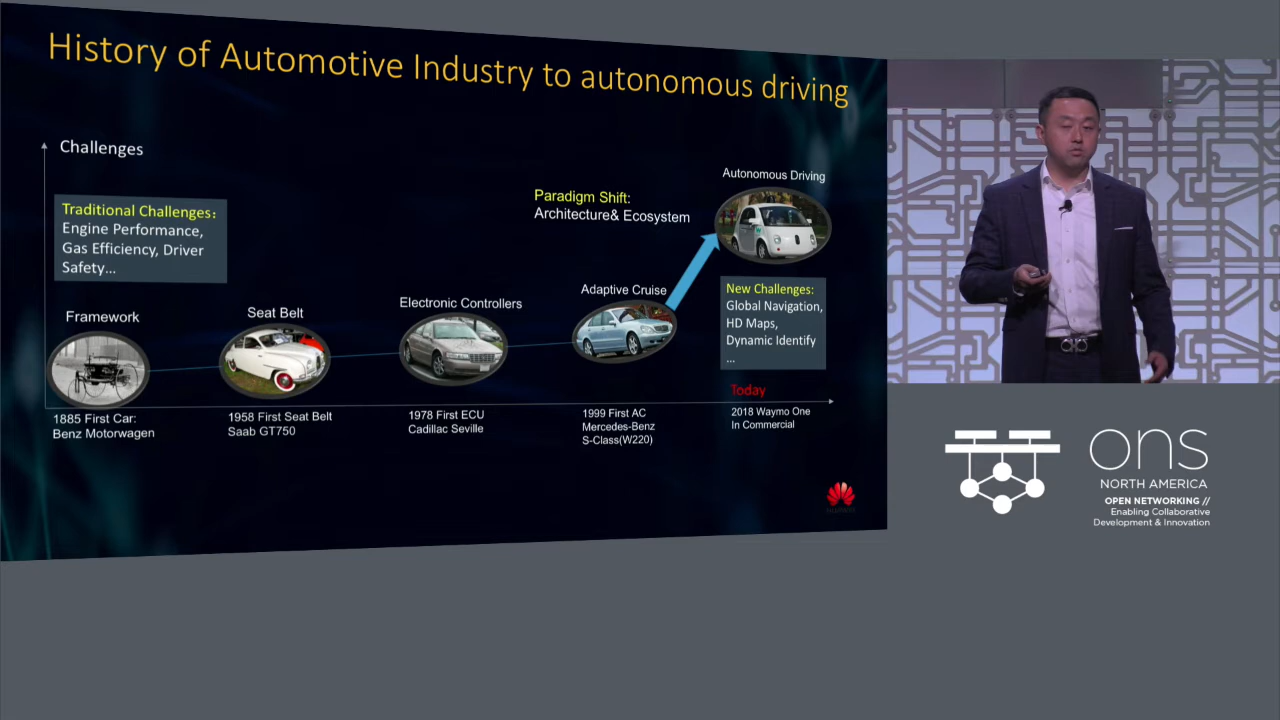 History of Automotive Industry to autonomous driving
Challenges
Traditional Challenges:
Engine Performance,
Gas Efficiency, Driver
Safety...
Framework
Seat Belt
Electronic Controllers
Adaptive Cruise
Paradigm Shift:
Architecture& Ecosystem
Autonomous Driving
New Challenges:
Global Navigation,
HD Maps,
Dynamic Identify
...
Today
1885 First Car:
Benz Motorwagen
1958 First Seat Belt
Saab GT750
1978 First ECU
Cadillac Seville
1999 First AC
Mercedes-Benz
S-Class(W220)
2018 Waymo One
In Commercial
HUAWEI
ons
NORTH AMERICA
OPEN NETWORKING //
Enabling Collaborative
Development & Innovation